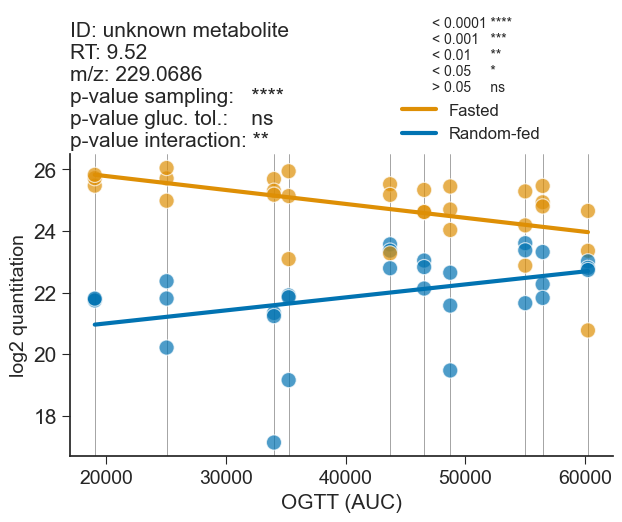 ID: unknown metabolite
RT: 9.52
m/z: 229.0686
p-value sampling: ****
p-value gluc. tol.: ns
p-value interaction: **
< 0.0001 ****
< 0.001 ***
< 0.01 **
< 0.05 *
> 0.05 ns
Fasted
Random-fed
26
24
22
20
18
log2 quantitation
20000 30000 40000 50000 60000
OGTT (AUC)